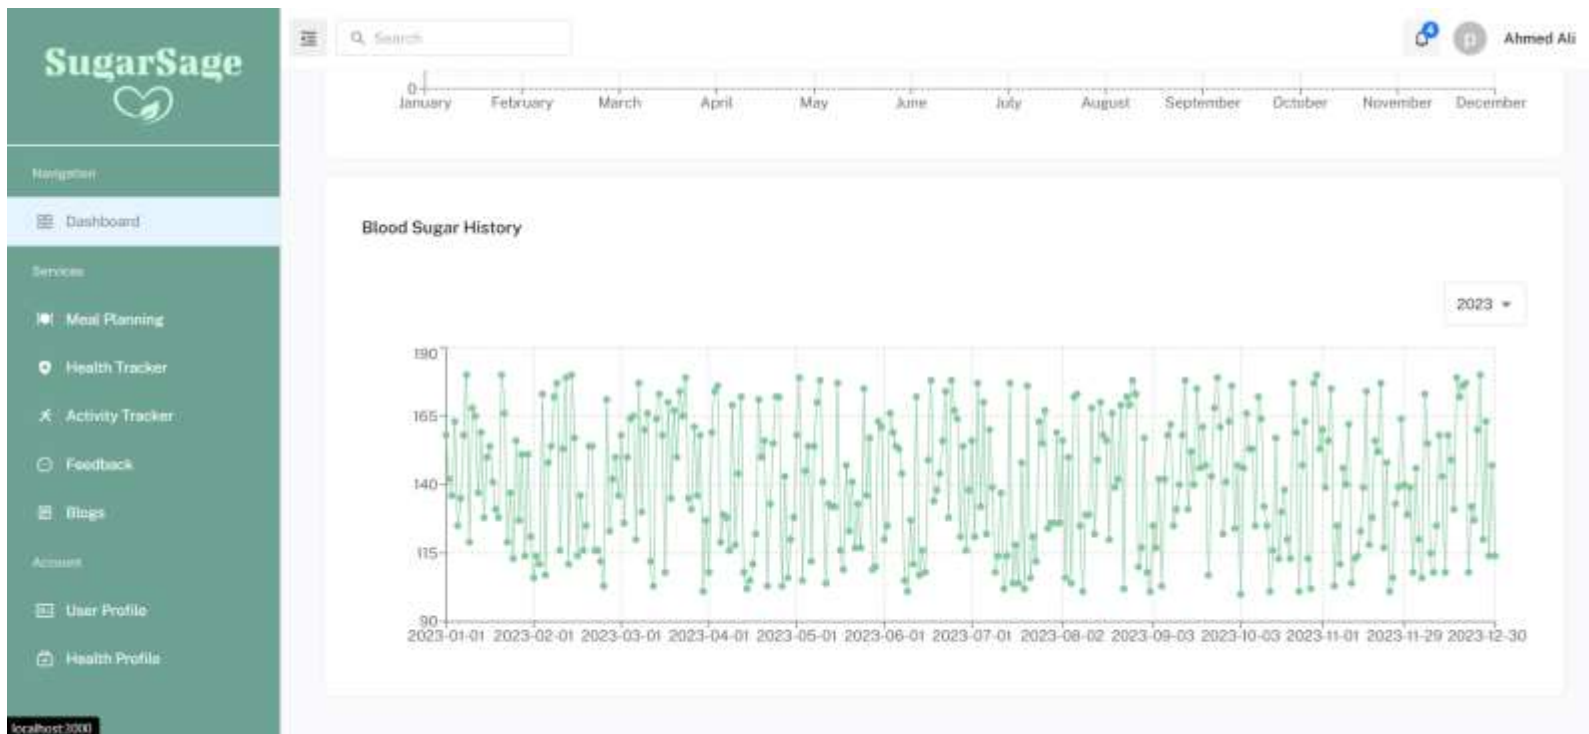 SugarSage
Navigation
Dashboard
Services
Meal Planning
Health Tracker
Activity Tracker
Feedback
Blogs
Account
User Profile
Health Profile
localhost:3000
Search
4
p
Ahmed Ali
0
January February March April May June July August September October November December
Blood Sugar History
2023
190
165
140
115
90
2023-01-01 2023-02-01 2023-03-01 2023-04-01 2023-05-01 2023-06-01 2023-07-01 2023-08-02 2023-09-03 2023-10-03 2023-11-01 2023-11-29 2023-12-30